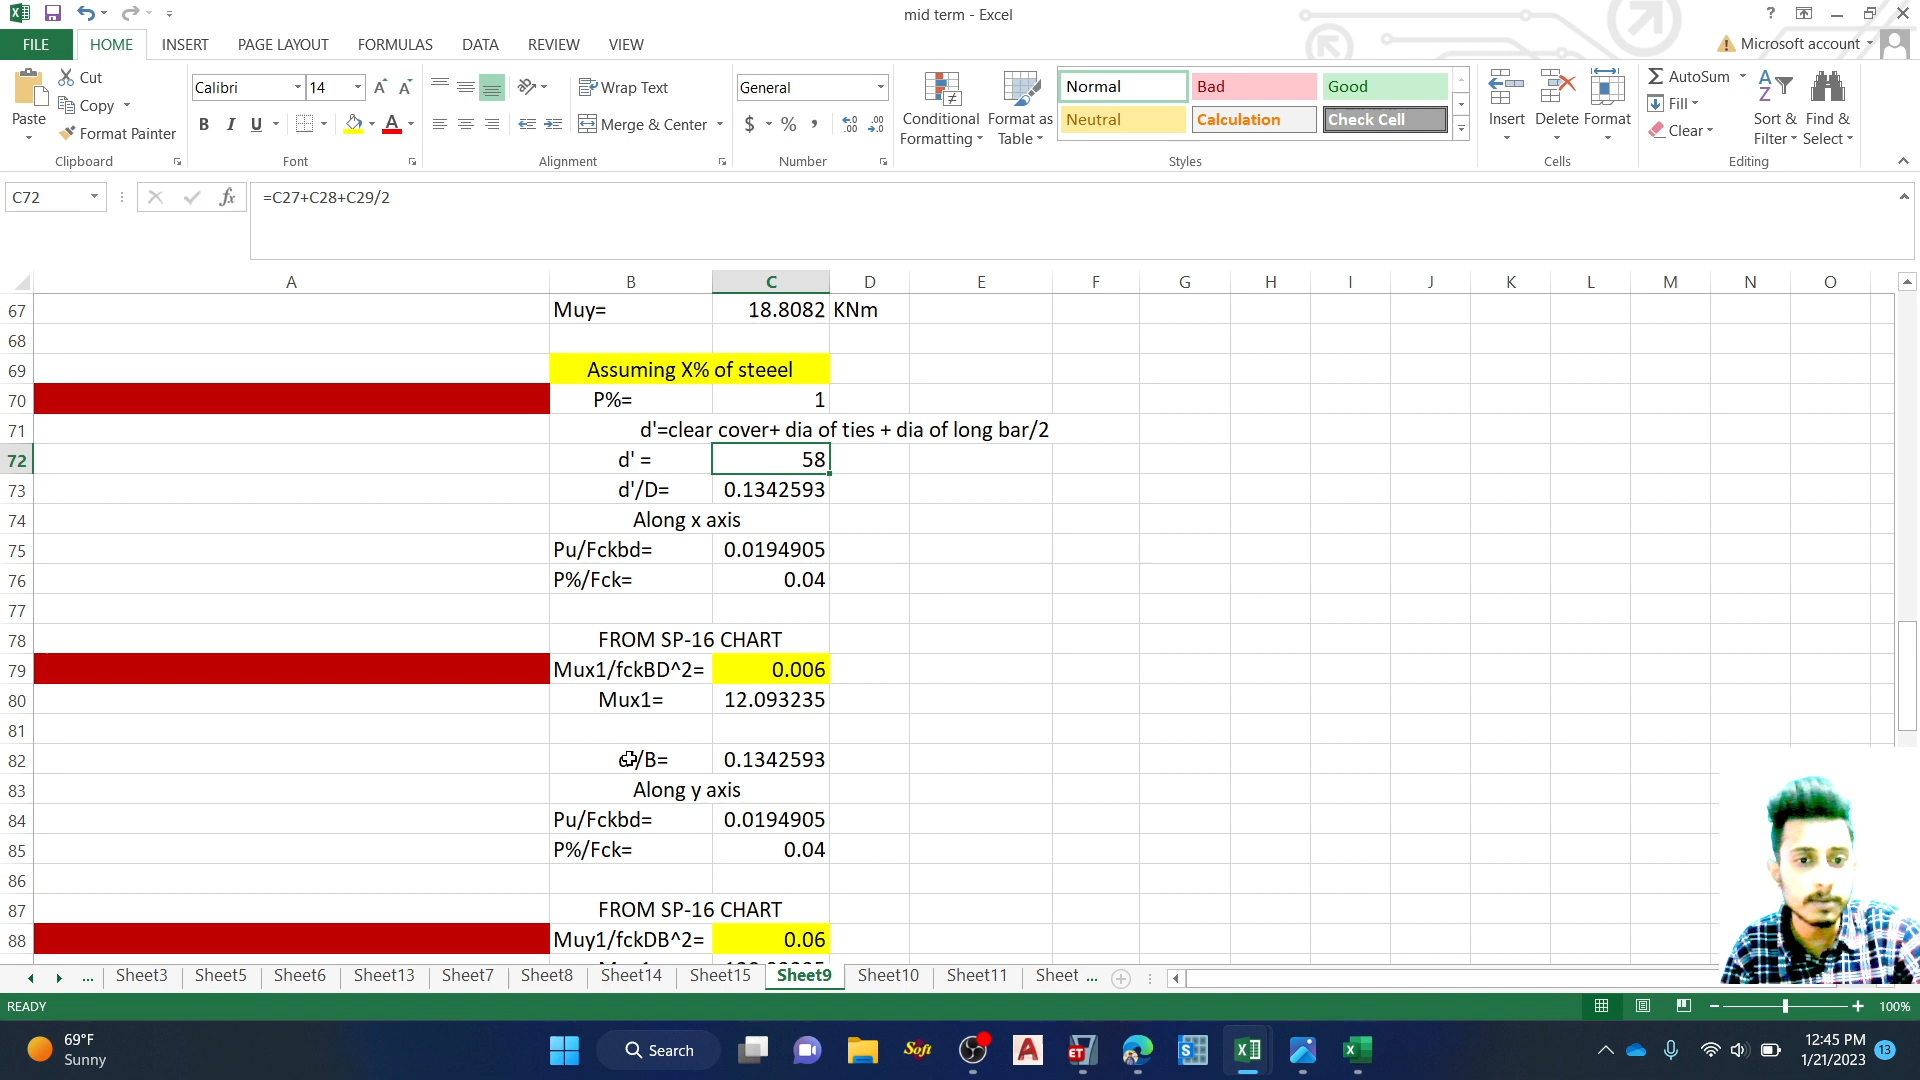 mid term - Excel
?
FILE HOME INSERT PAGE LAYOUT FORMULAS DATA REVIEW VIEW
Microsoft account
Paste
Cut
Copy
Format Painter
Clipboard
Calibri 14
B I U
Font
Wrap Text
Merge & Center
Alignment
General
$ % ,
Number
Conditional Formatting
Format as Table
Normal Bad Good
Neutral Calculation Check Cell
Styles
Insert Delete Format
Cells
AutoSum
Fill
Clear
Sort & Filter
Find & Select
Editing
C72
fx
=C27+C28+C29/2
A B C D E F G H I J K L M N O
67 Muy= 18.8082 KNm
68
69 Assuming X% of steeel
70 P%= 1
71 d'=clear cover+ dia of ties + dia of long bar/2
72 d' = 58
73 d'/D= 0.1342593
74 Along x axis
75 Pu/Fckbd= 0.0194905
76 P%/Fck= 0.04
77
78 FROM SP-16 CHART
79 Mux1/fckBD^2= 0.006
80 Mux1= 12.093235
81
82 /B= 0.1342593
83 Along y axis
84 Pu/Fckbd= 0.0194905
85 P%/Fck= 0.04
86
87 FROM SP-16 CHART
88 Muy1/fckDB^2= 0.06
... Sheet3 Sheet5 Sheet6 Sheet13 Sheet7 Sheet8 Sheet14 Sheet15 Sheet9 Sheet10 Sheet11 Sheet ...
READY
100%
69°F
Sunny
Search
Soft
ET
12:45 PM
1/21/2023
13